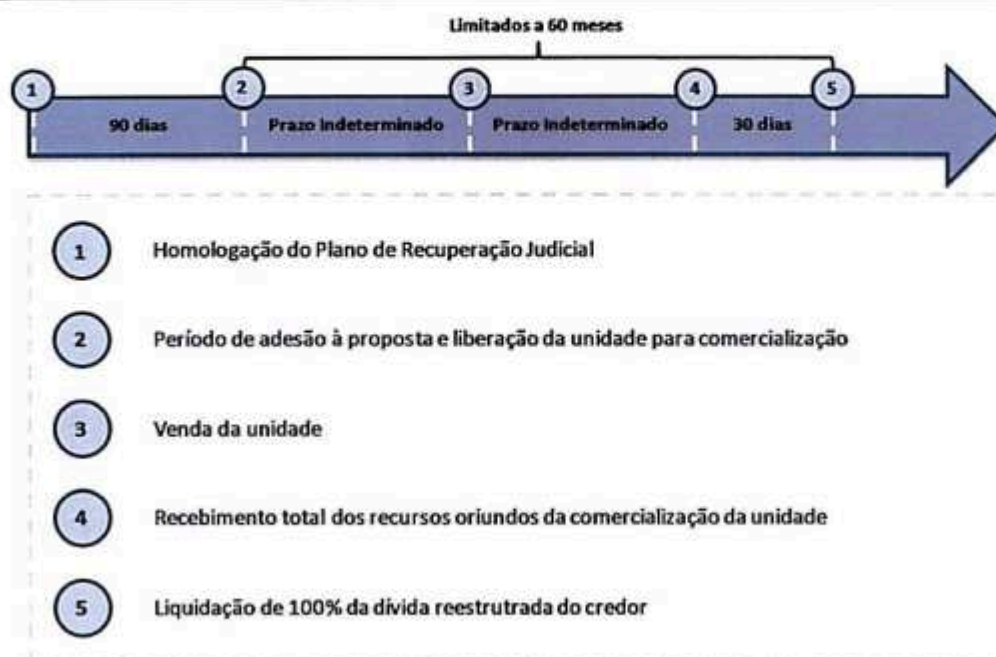 Limitados a 60 meses
1 2 3 4 5
90 dias Prazo Indeterminado Prazo Indeterminado 30 dias
1 Homologação do Plano de Recuperação Judicial
2 Período de adesão à proposta e liberação da unidade para comercialização
3 Venda da unidade
4 Recebimento total dos recursos oriundos da comercialização da unidade
5 Liquidação de 100% da dívida reestrutrada do credor